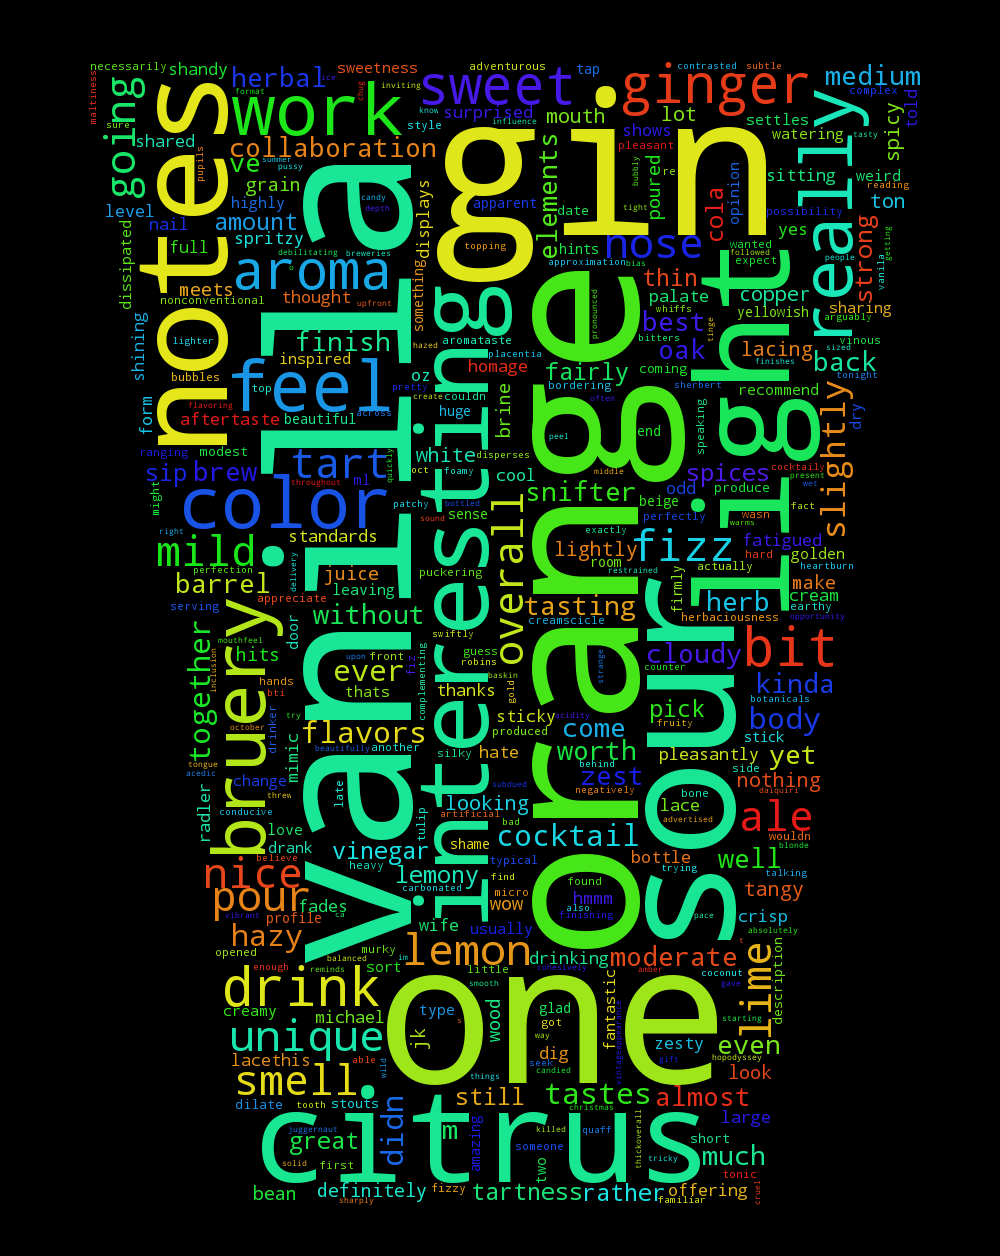 necessarily
shandy
sweetness
adventurous
tap
contrasted
subtle
maltiness
going
notes
herbal
ice
chug
inviting
sweet
ginger
medium
format
work
know
surprised
mouth
lot
settles
complex
told
sure
style
influence
gin
shows
watering
spicy
tasty
shared
collaboration
pleasant
really
pupils
ve
summer
pussy
a
elements
bubbly
poured
re
sitting
weird
reading
grain
candy
displays
tight
cola
opinion
level
highly
depth
apparent
date
possibility
ton
nail
amount
hints
yes
strong
people
getting
dissipated
full
spritzy
debilitating
breweries
topping
approximation
bias
nose
wanted
followed
expect
vanilla
meets
aroma
something
pronounced
thin
whiffs
palate
copper
nonconventional
thought
upfront
sharing
shining
lighter
finish
hazed
aromataste
homage
best
bitters
tinge
yellowish
arguably
vinous
inspired
placentia
oak
lacing
sized
bubbles
feel
top
oz
brine
fairly
coming
finishes
back
tonight
form
pretty
create
couldn
huge
bordering
sherbert
recommend
slightly
dry
flavoring
aftertaste
beautiful
across
often
modest
white
disperses
peel
end
speaking
ranging
tart
quickly
oct
foamy
cool
middle
spices
cocktaily
present
sip
brew
throughout
ml
odd
produce
wet
might
color
patchy
bottled
snifter
beige
wash
fact
right
standards
sound
sense
perfectly
warms
fizz
fatigued
mild
delivery
exactly
lightly
hard
golden
perfection
juice
puckering
room
restrained
firmly
actually
heartburn
barrel
leaving
make
serving
appreciate
tasting
herb
cream
earthy
mouthfeel
without
overall
creamscicle
herbaciousness
opportunity
bruery
door
swiftly
interesting
orange
cloudy
bit
together
hits
front
upon
guess
robins
counter
inclusion
ever
fiz
baskin
strange
kinda
hands
thats
complementing
thanks
gold
botanicals
bti
try
sticky
acidity
pick
fruity
body
october
drinker
flavors
produced
come
stick
mimic
beautifully
another
silky
hate
behind
worth
pleasantly
yet
tongue
acedic
change
late
subdued
zest
side
nothing
threw
looking
artificial
negatively
bone
daiquiri
radler
conducive
tulip
bad
lace
advertised
ale
love
cocktail
wouldn
drank
vinegar
shame
bottle
blonde
believe
heavy
typical
trying
well
talking
nice
lemony
find
found
carbonated
micro
hmmm
tangy
pour
fades
wow
also
sour
light
vibrant
profile
ca
wife
usually
finishing
space
crisp
hazy
absolutely
opened
murky
lemon
drinking
moderate
t
balanced
im
enough
reminds
sort
little
cohesively
amber
coconut
lime
drink
smooth
gave
description
creamy
michael
type
s
wood
glad
fantastic
vintageappearance
starting
unique
jk
got
way
one
zesty
even
lacethis
able
dig
seek
candied
gift
hopodyssey
look
smell
wild
things
tastes
almost
dilate
tooth
stouts
still
christmas
large
juggernaut
didn
citrus
m
killed
quaff
thickoverall
great
amazing
someone
short
tricky
solid
first
two
much
tonic
bean
definitely
fizzy
tartness
rather
offering
cruel
sharply
familiar